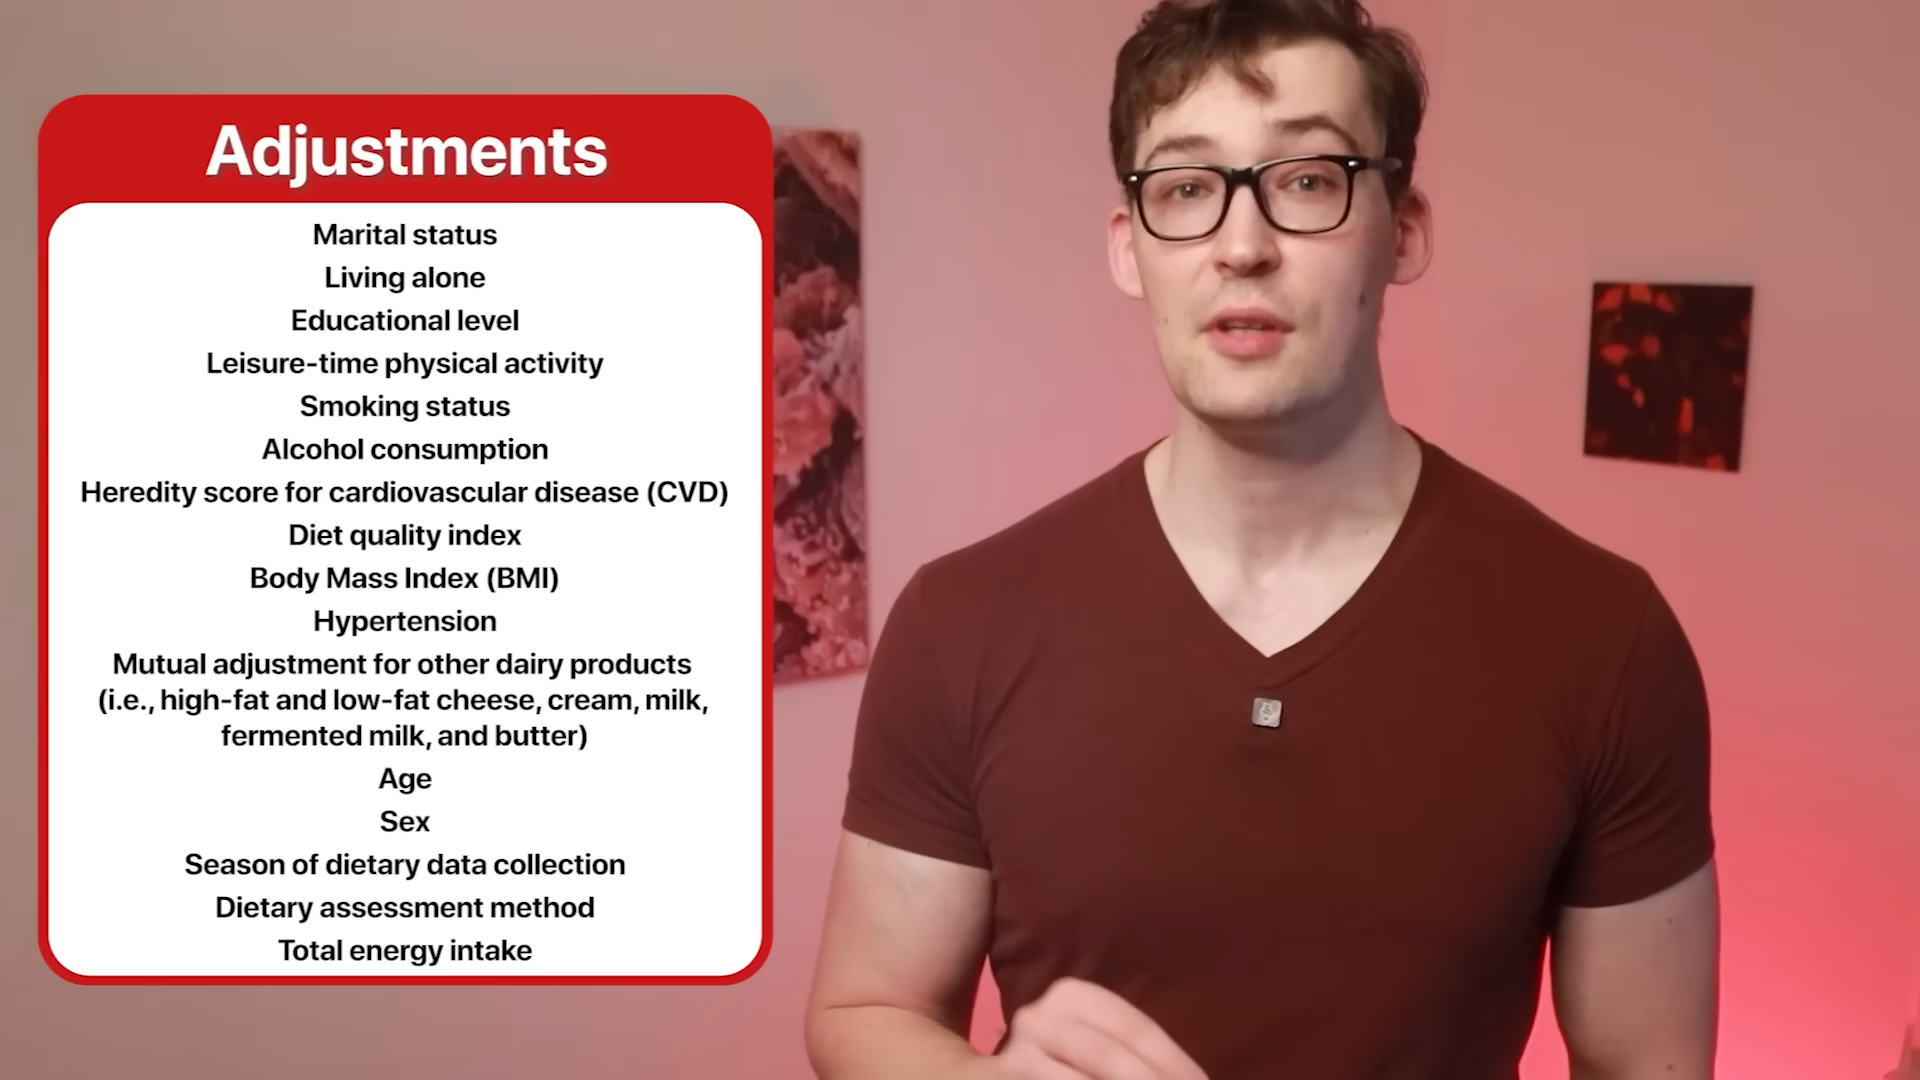 Adjustments
Marital status
Living alone
Educational level
Leisure-time physical activity
Smoking status
Alcohol consumption
Heredity score for cardiovascular disease (CVD)
Diet quality index
Body Mass Index (BMI)
Hypertension
Mutual adjustment for other dairy products
(i.e., high-fat and low-fat cheese, cream, milk,
fermented milk, and butter)
Age
Sex
Season of dietary data collection
Dietary assessment method
Total energy intake